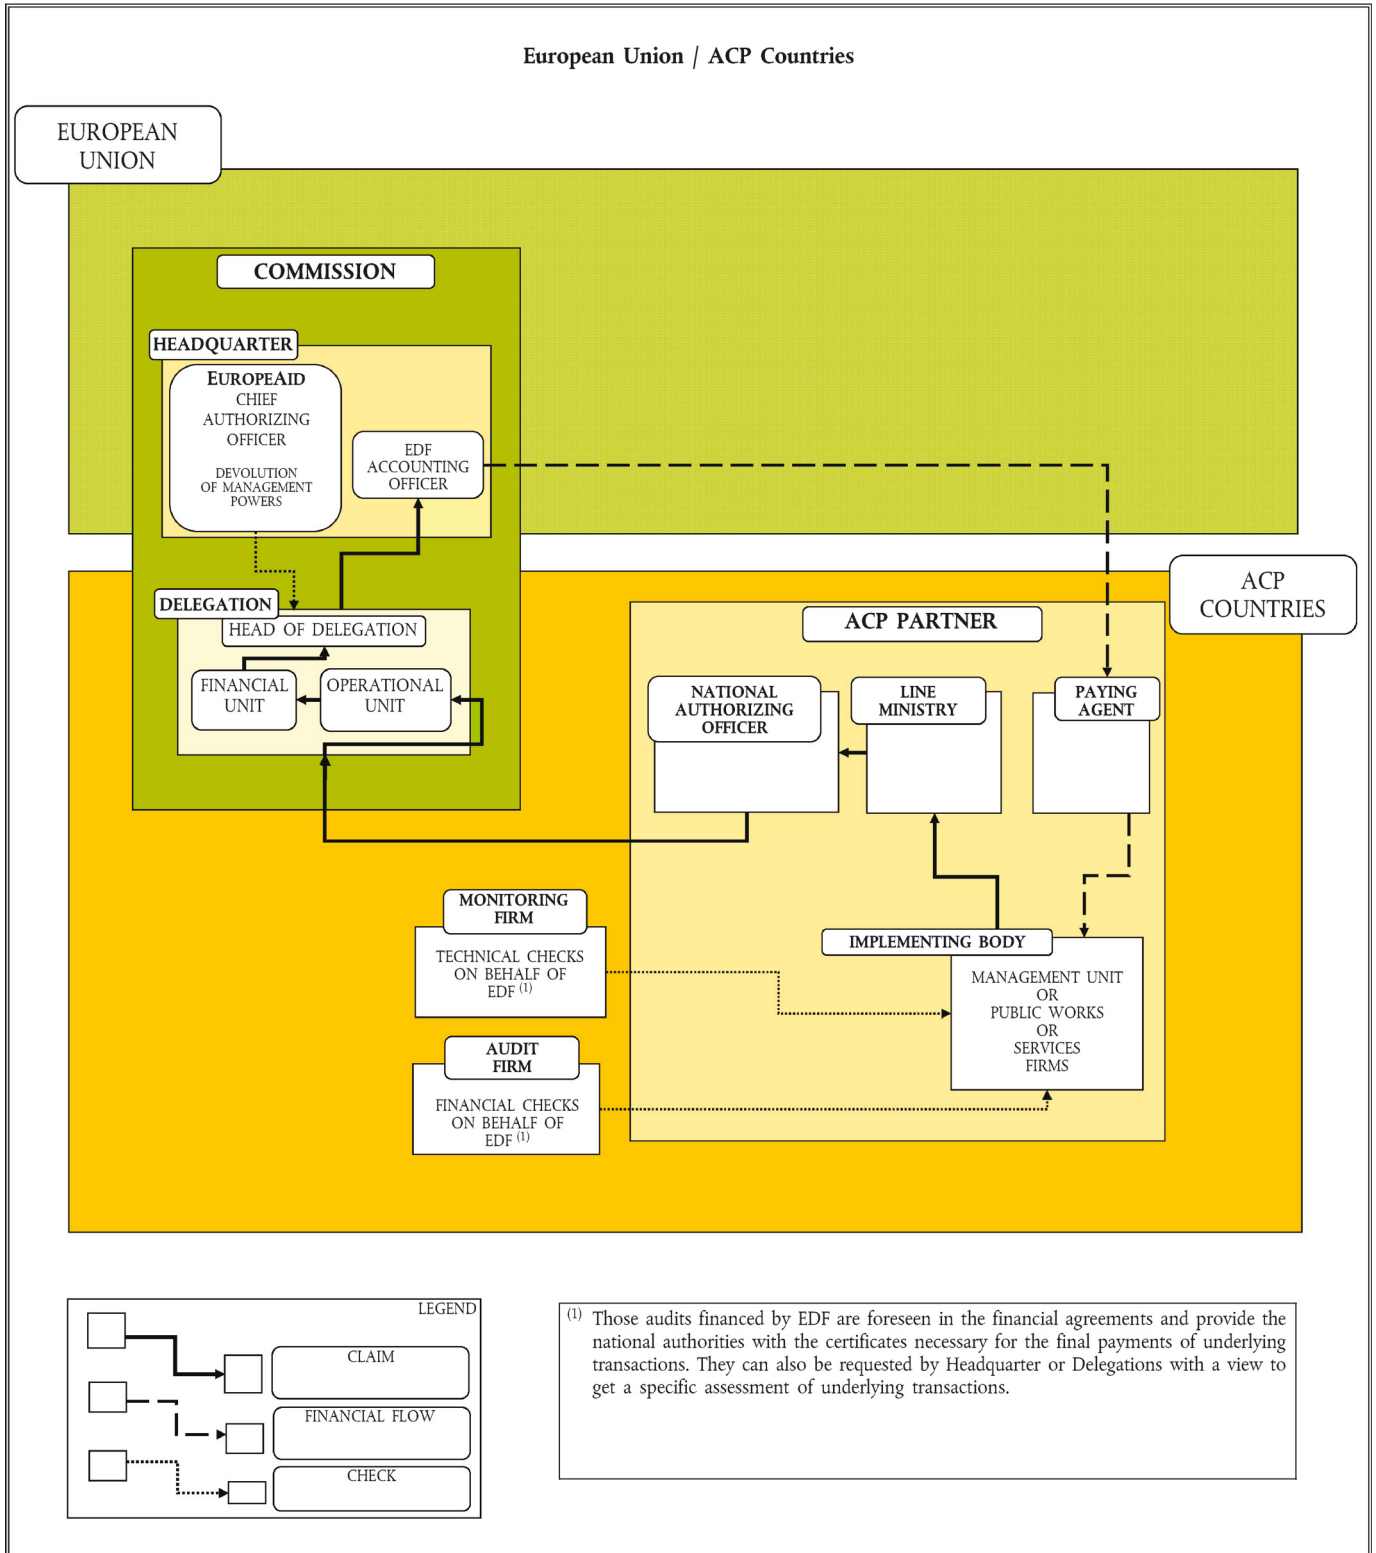 European Union / ACP Countries
EUROPEAN
UNION
COMMISSION
HEADQUARTER
EUROPEAID
CHIEF
AUTHORIZING
OFFICER
DEVOLUTION
OF MANAGEMENT
POWERS
EDF
ACCOUNTING
OFFICER
ACP
COUNTRIES
DELEGATION
HEAD OF DELEGATION
FINANCIAL
UNIT
OPERATIONAL
UNIT
ACP PARTNER
NATIONAL
AUTHORIZING
OFFICER
LINE
MINISTRY
PAYING
AGENT
MONITORING
FIRM
TECHNICAL CHECKS
ON BEHALF OF
EDF (1)
IMPLEMENTING BODY
MANAGEMENT UNIT
OR
PUBLIC WORKS
OR
SERVICES
FIRMS
AUDIT
FIRM
FINANCIAL CHECKS
ON BEHALF OF
EDF (1)
LEGEND
CLAIM
FINANCIAL FLOW
CHECK
(1) Those audits financed by EDF are foreseen in the financial agreements and provide the
national authorities with the certificates necessary for the final payments of underlying
transactions. They can also be requested by Headquarter or Delegations with a view to
get a specific assessment of underlying transactions.